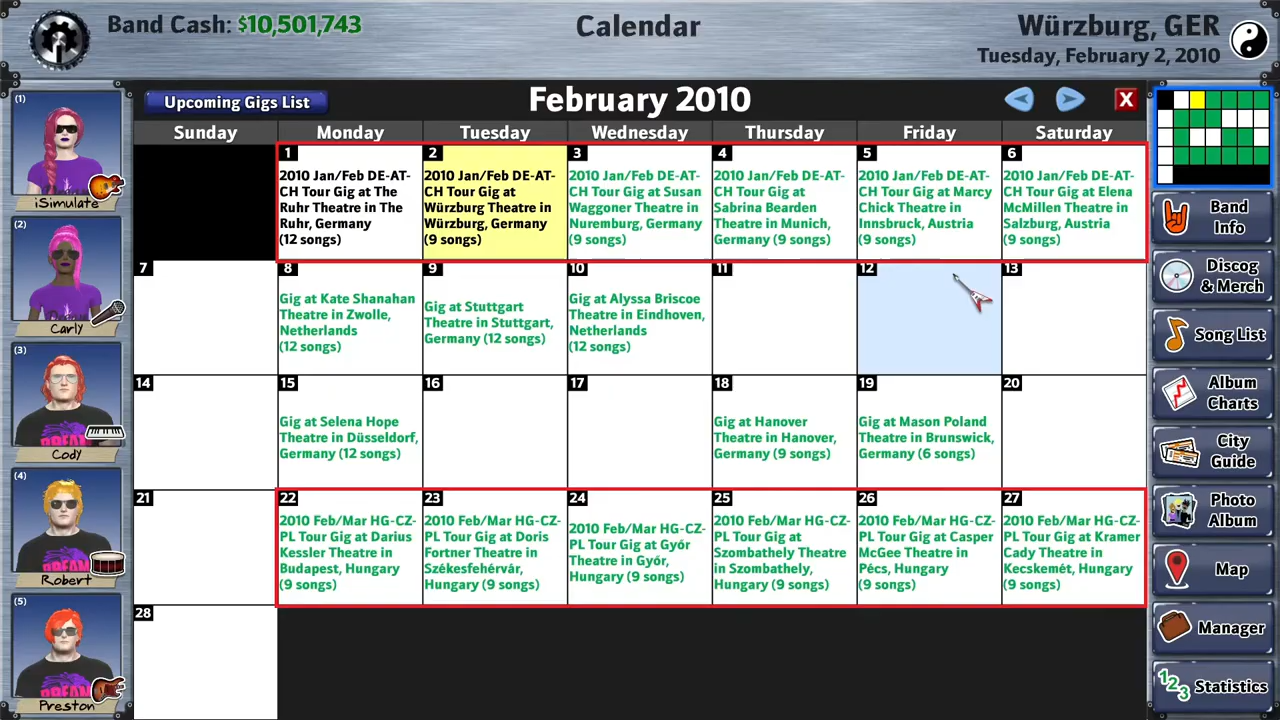 Band Cash: $10,501,743
Calendar
Würzburg, GER
Tuesday, February 2, 2010
Upcoming Gigs List
February 2010
X
Sunday
Monday
Tuesday
Wednesday
Thursday
Friday
Saturday
1
2010 Jan/Feb DE-AT-
CH Tour Gig at The
Ruhr Theatre in The
Ruhr, Germany
(12 songs)
2
2010 Jan/Feb DE-AT-
CH Tour Gig at
Würzburg Theatre in
Würzburg, Germany
(9 songs)
3
2010 Jan/Feb DE-AT-
CH Tour Gig at Susan
Waggoner Theatre in
Nuremburg, Germany
(9 songs)
4
2010 Jan/Feb DE-AT-
CH Tour Gig at
Sabrina Bearden
Theatre in Munich,
Germany (9 songs)
5
2010 Jan/Feb DE-AT-
CH Tour Gig at Marcy
Chick Theatre in
Innsbruck, Austria
(9 songs)
6
2010 Jan/Feb DE-AT-
CH Tour Gig at Elena
McMillen Theatre in
Salzburg, Austria
(9 songs)
7
8
Gig at Kate Shanahan
Theatre in Zwolle,
Netherlands
(12 songs)
9
Gig at Stuttgart
Theatre in Stuttgart,
Germany (12 songs)
10
Gig at Alyssa Briscoe
Theatre in Eindhoven,
Netherlands
(12 songs)
11
12
13
14
15
Gig at Selena Hope
Theatre in Düsseldorf,
Germany (12 songs)
16
17
18
Gig at Hanover
Theatre in Hanover,
Germany (9 songs)
19
Gig at Mason Poland
Theatre in Brunswick,
Germany (6 songs)
20
21
22
2010 Feb/Mar HG-CZ-
PL Tour Gig at Darius
Kessler Theatre in
Budapest, Hungary
(9 songs)
23
2010 Feb/Mar HG-CZ-
PL Tour Gig at Doris
Fortner Theatre in
Székesfehérvár,
Hungary (9 songs)
24
2010 Feb/Mar HG-CZ-
PL Tour Gig at Győr
Theatre in Győr,
Hungary (9 songs)
25
2010 Feb/Mar HG-CZ-
PL Tour Gig at
Szombathely Theatre
in Szombathely,
Hungary (9 songs)
26
2010 Feb/Mar HG-CZ-
PL Tour Gig at Casper
McGee Theatre in
Pécs, Hungary
(9 songs)
27
2010 Feb/Mar HG-CZ-
PL Tour Gig at Kramer
Cady Theatre in
Kecskemét, Hungary
(9 songs)
28
(1)
iSimulate
(2)
Carly
(3)
Cody
(4)
Robert
(5)
Preston
Band
Info
Discog
& Merch
Song List
Album
Charts
City
Guide
Photo
Album
Map
Manager
123
Statistics